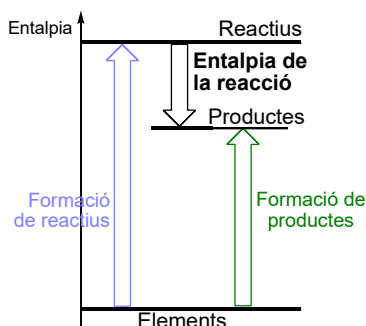 Entalpia
Reactius
Entalpia de
la reacció
Productes
Formació
de reactius
Formació de
productes
Elements